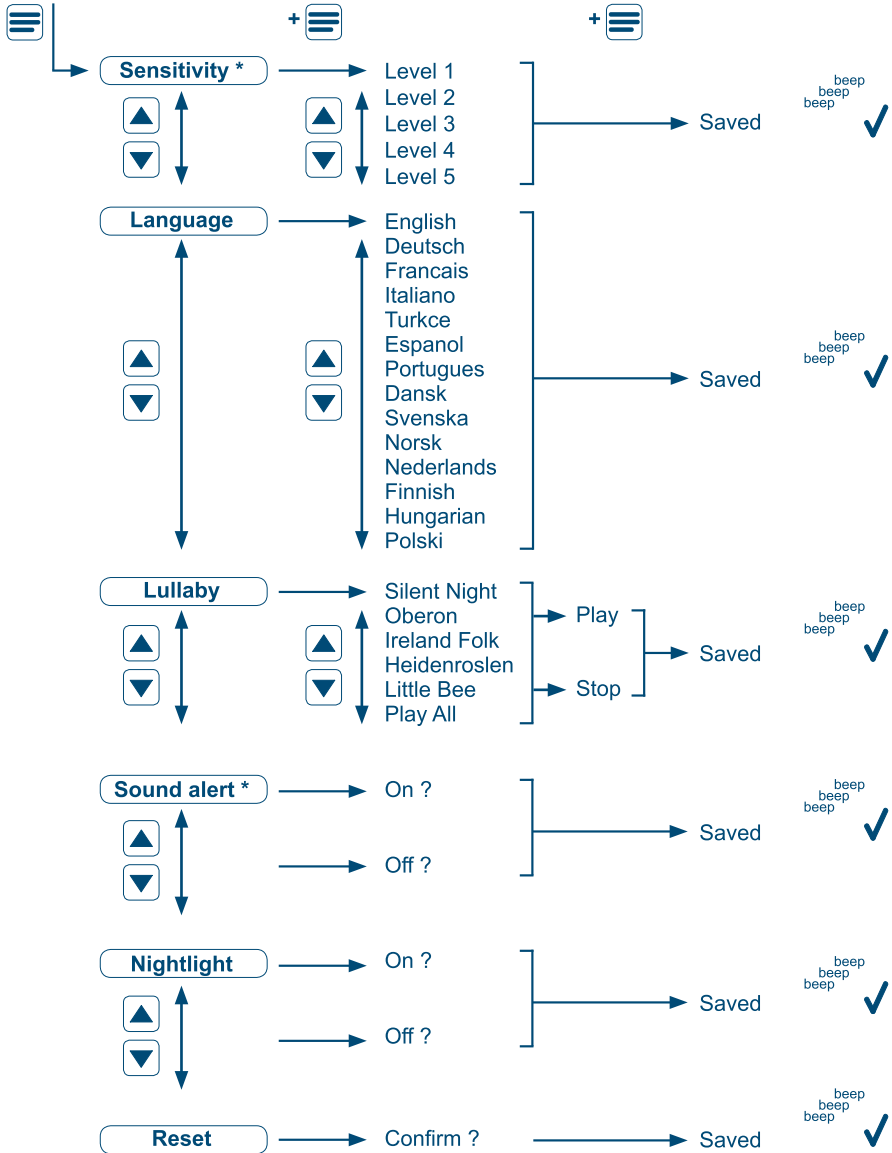 + +
Sensitivity *
Level 1
Level 2
Level 3
Level 4
Level 5
Saved
beep
beep
beep
Language
English
Deutsch
Francais
Italiano
Turkce
Espanol
Portugues
Dansk
Svenska
Norsk
Nederlands
Finnish
Hungarian
Polski
Saved
beep
beep
beep
Lullaby
Silent Night
Oberon
Ireland Folk
Heidenroslen
Little Bee
Play All
Play
Stop
Saved
beep
beep
beep
Sound alert *
On ?
Off ?
Saved
beep
beep
beep
Nightlight
On ?
Off ?
Saved
beep
beep
beep
Reset
Confirm ?
Saved
beep
beep
beep